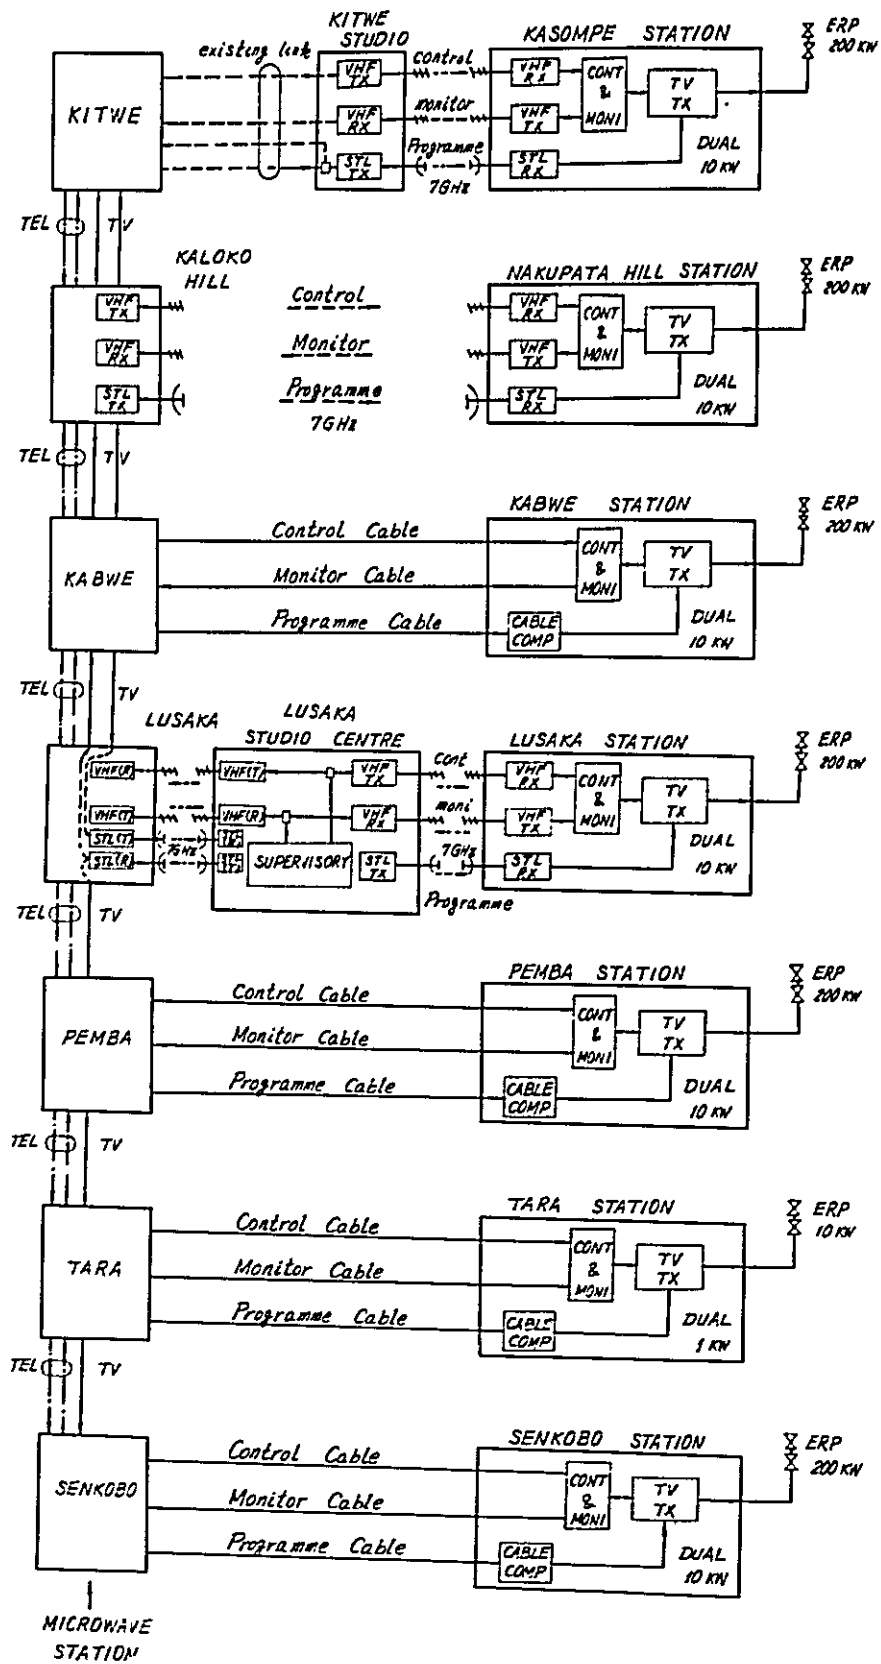 KITWE
STUDIO
KASOMPE STATION
ERP
200 KW
existing link
control
KITWE
VHF
TX
VHF
RX
CONT
&
MONI
TV
TX
monitor
VHF
RX
VHF
TX
DUAL
10 KW
Programme
STL
TX
STL
RX
7GHz
TEL
TV
KALOKO
HILL
NAKUPATA HILL STATION
ERP
200 KW
VHF
TX
Control
VHF
RX
CONT
&
MONI
TV
TX
VHF
RX
Monitor
VHF
TX
DUAL
10 KW
STL
TX
Programme
STL
RX
7GHz
TEL
TV
KABWE STATION
ERP
200 KW
KABWE
Control Cable
CONT
&
MONI
TV
TX
Monitor Cable
Programme Cable
CABLE
COMP
DUAL
10 KW
TEL
TV
LUSAKA
LUSAKA
STUDIO CENTRE
LUSAKA STATION
ERP
200 KW
VHF(R)
VHF(T)
VHF
TX
cont
VHF
RX
CONT
&
MONI
TV
TX
VHF(T)
VHF(R)
VHF
RX
moni
VHF
TX
STL(T)
7GHz
STL(R)
SUPERVISORY
STL
TX
7GHz
STL
RX
DUAL
10 KW
Programme
TEL
TV
PEMBA STATION
ERP
200 KW
PEMBA
Control Cable
CONT
&
MONI
TV
TX
Monitor Cable
Programme Cable
CABLE
COMP
DUAL
10 KW
TEL
TV
TARA STATION
ERP
10 KW
TARA
Control Cable
CONT
&
MONI
TV
TX
Monitor Cable
Programme Cable
CABLE
COMP
DUAL
1 KW
TEL
TV
SENKOBO STATION
ERP
200 KW
SENKOBO
Control Cable
CONT
&
MONI
TV
TX
Monitor Cable
Programme Cable
CABLE
COMP
DUAL
10 KW
MICROWAVE
STATION